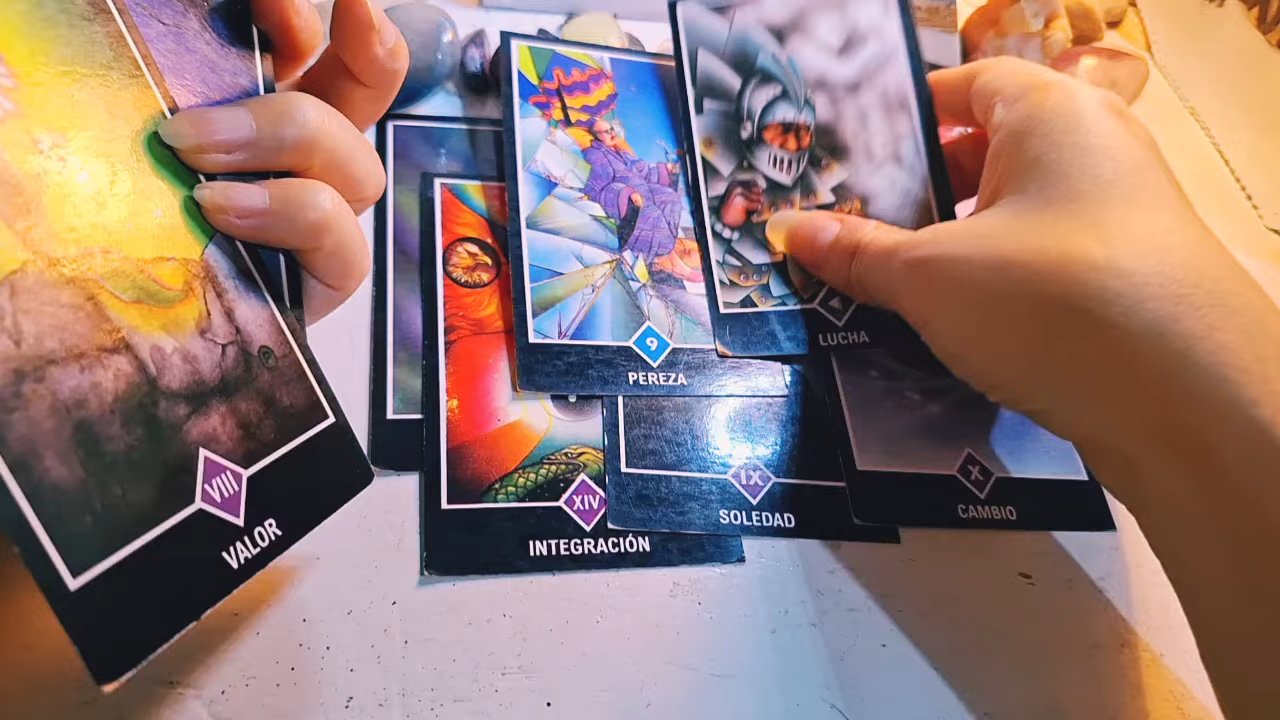 9
PEREZA
LUCHA
VIII
VALOR
XIV
INTEGRACIÓN
IX
SOLEDAD
X
CAMBIO